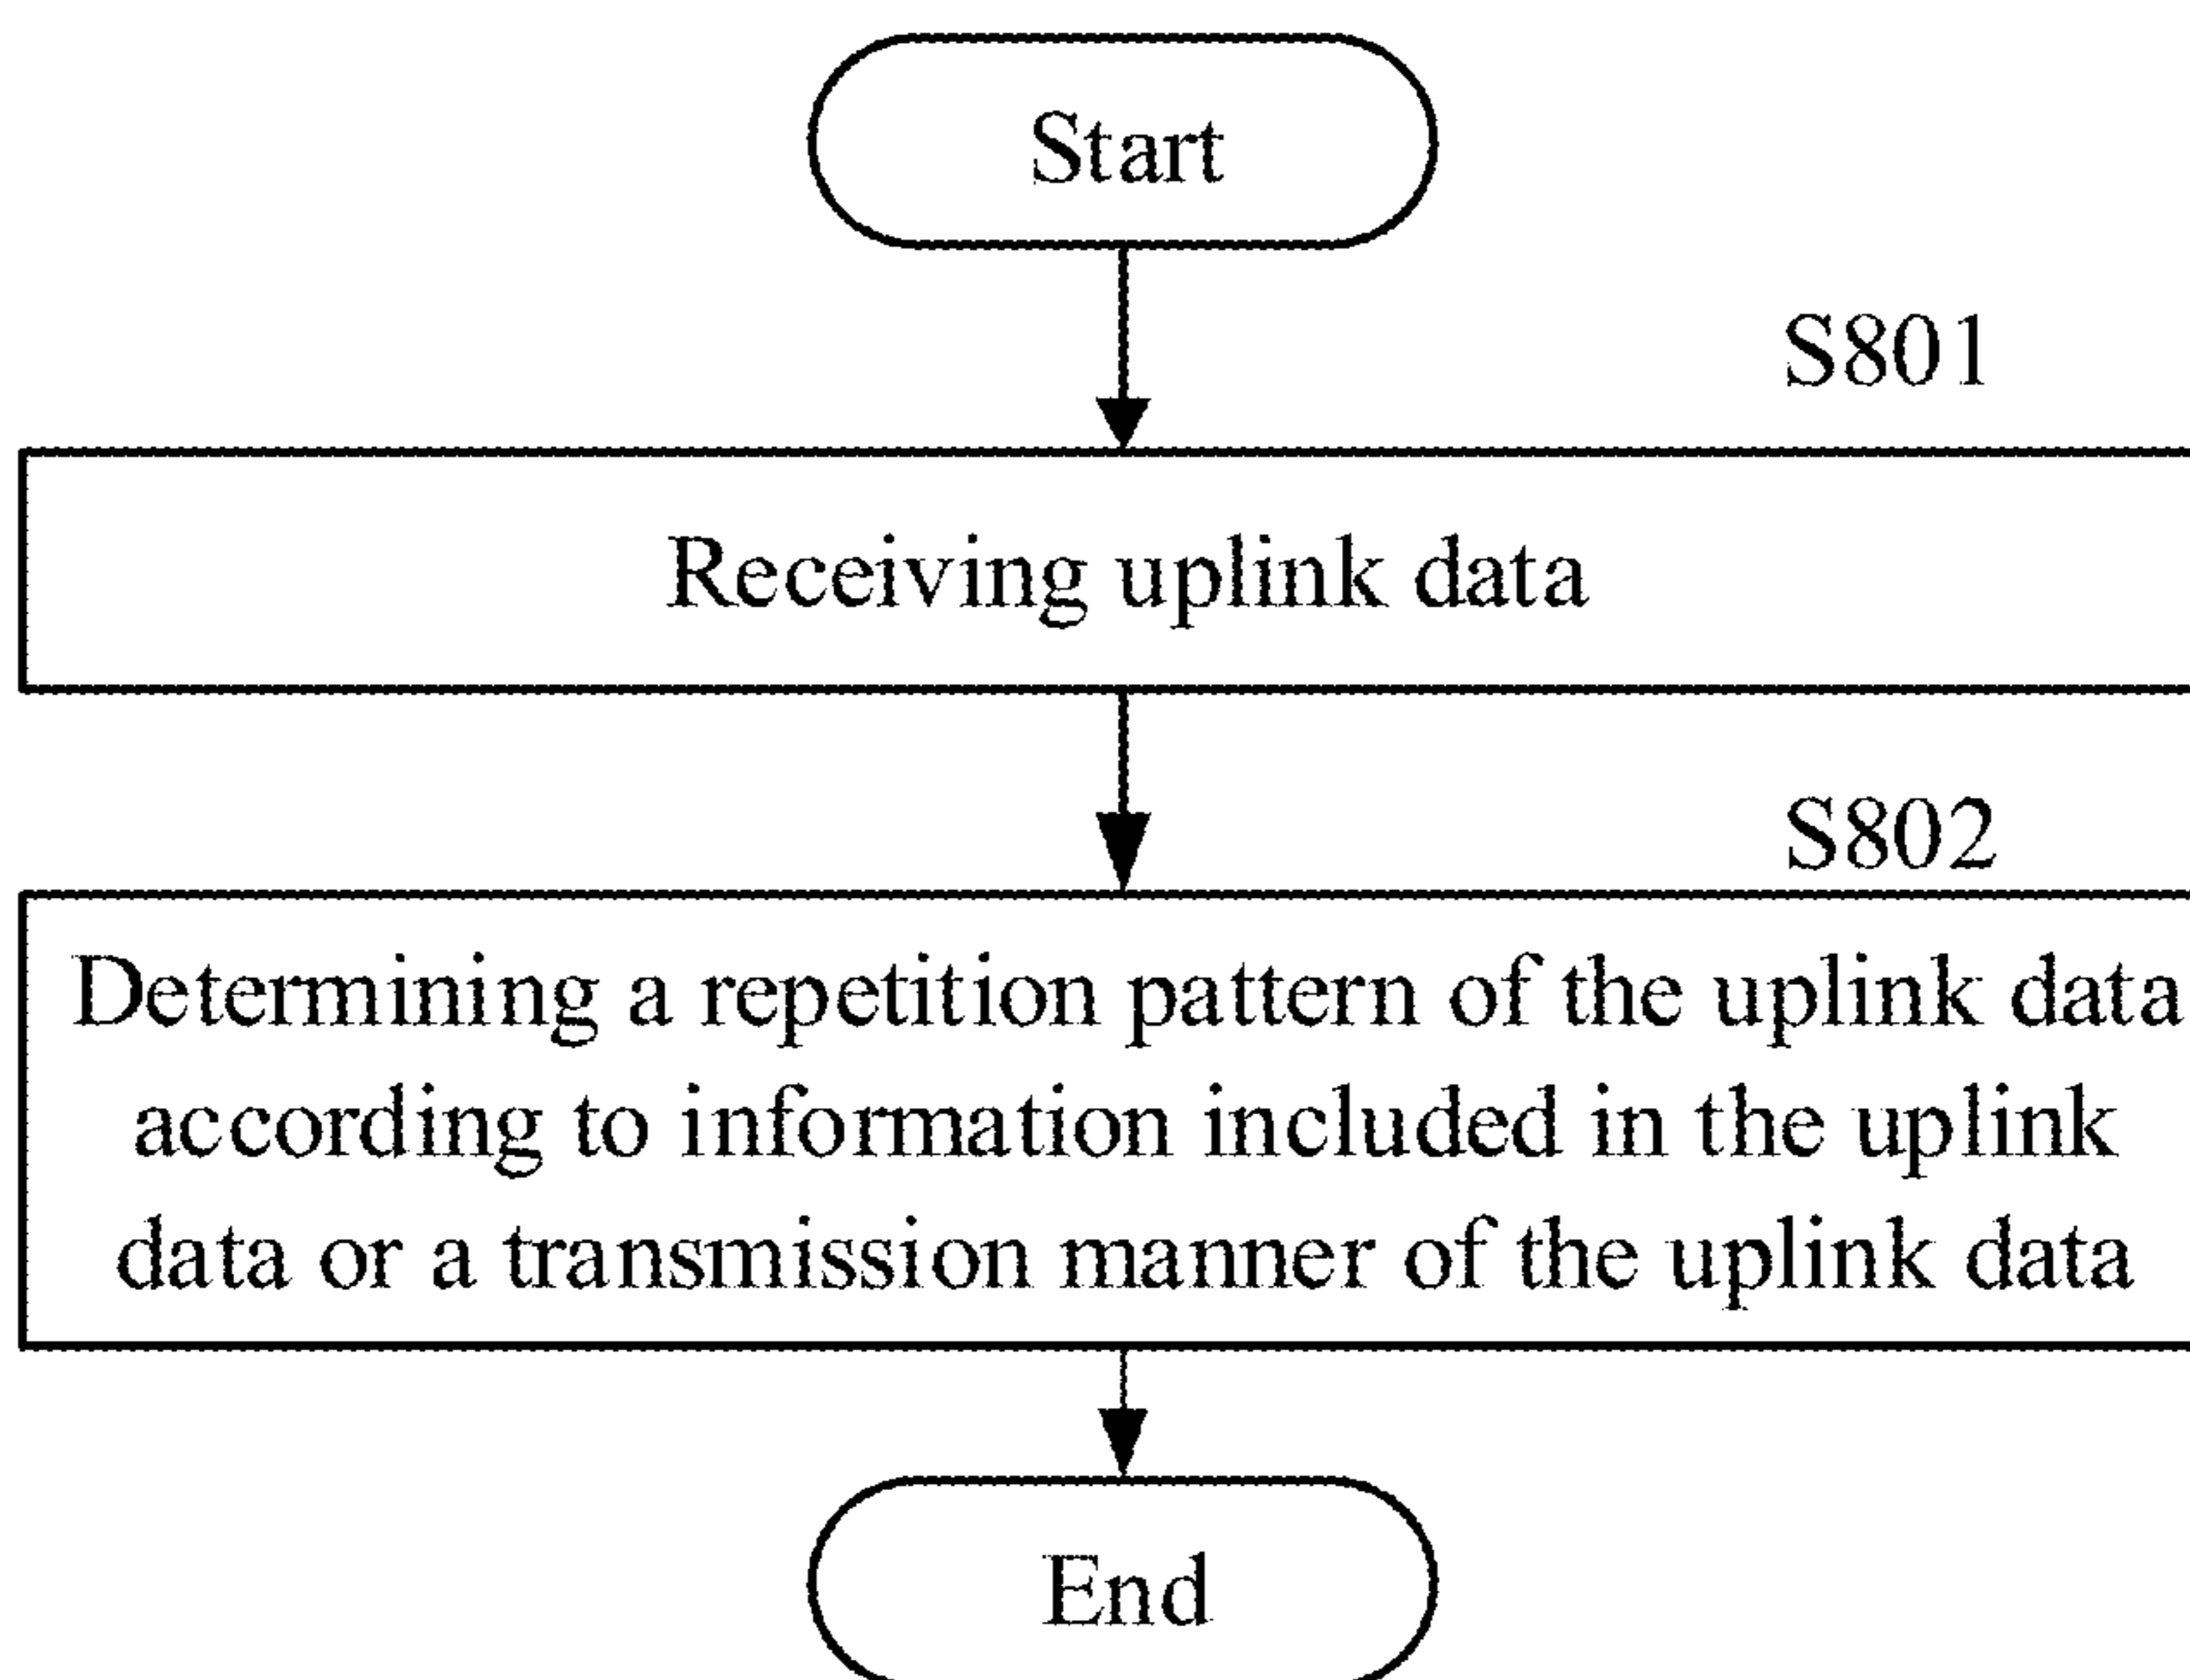 Start
S801
Receiving uplink data
S802
Determining a repetition pattern of the uplink data
according to information included in the uplink
data or a transmission manner of the uplink data
End